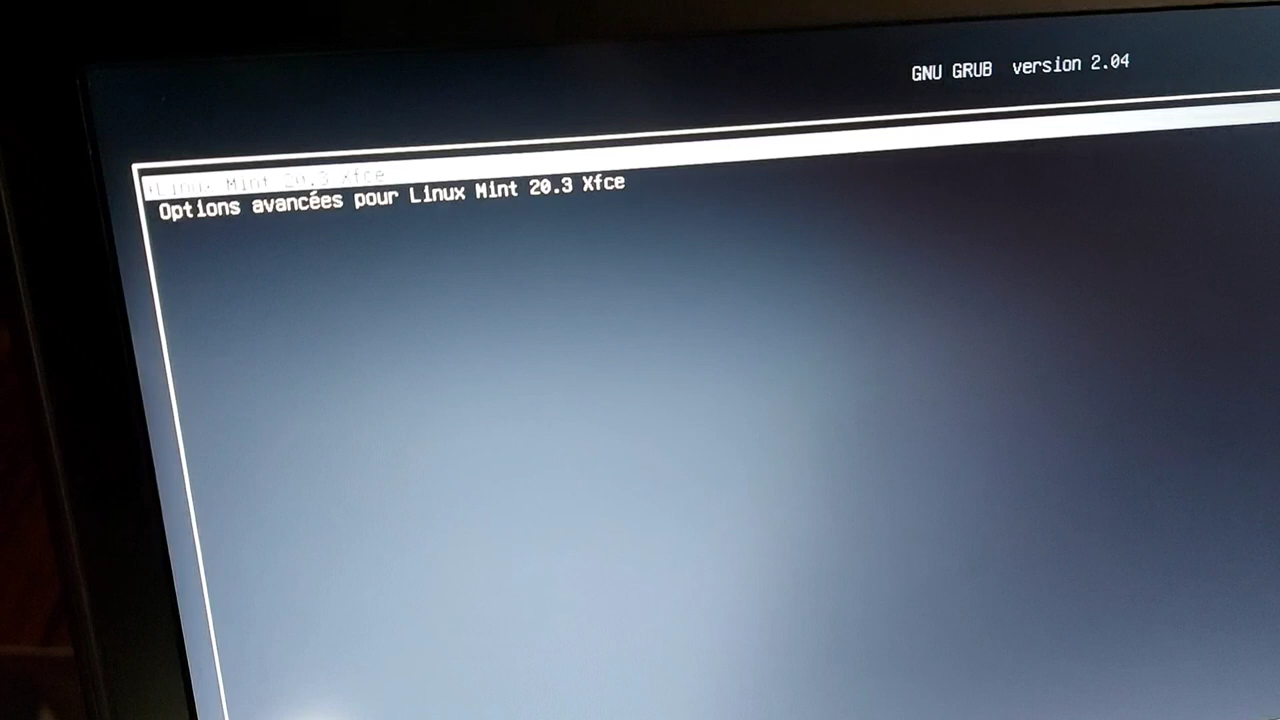 GNU GRUB version 2.04
*Linux Mint 20.3 Xfce
Options avancées pour Linux Mint 20.3 Xfce